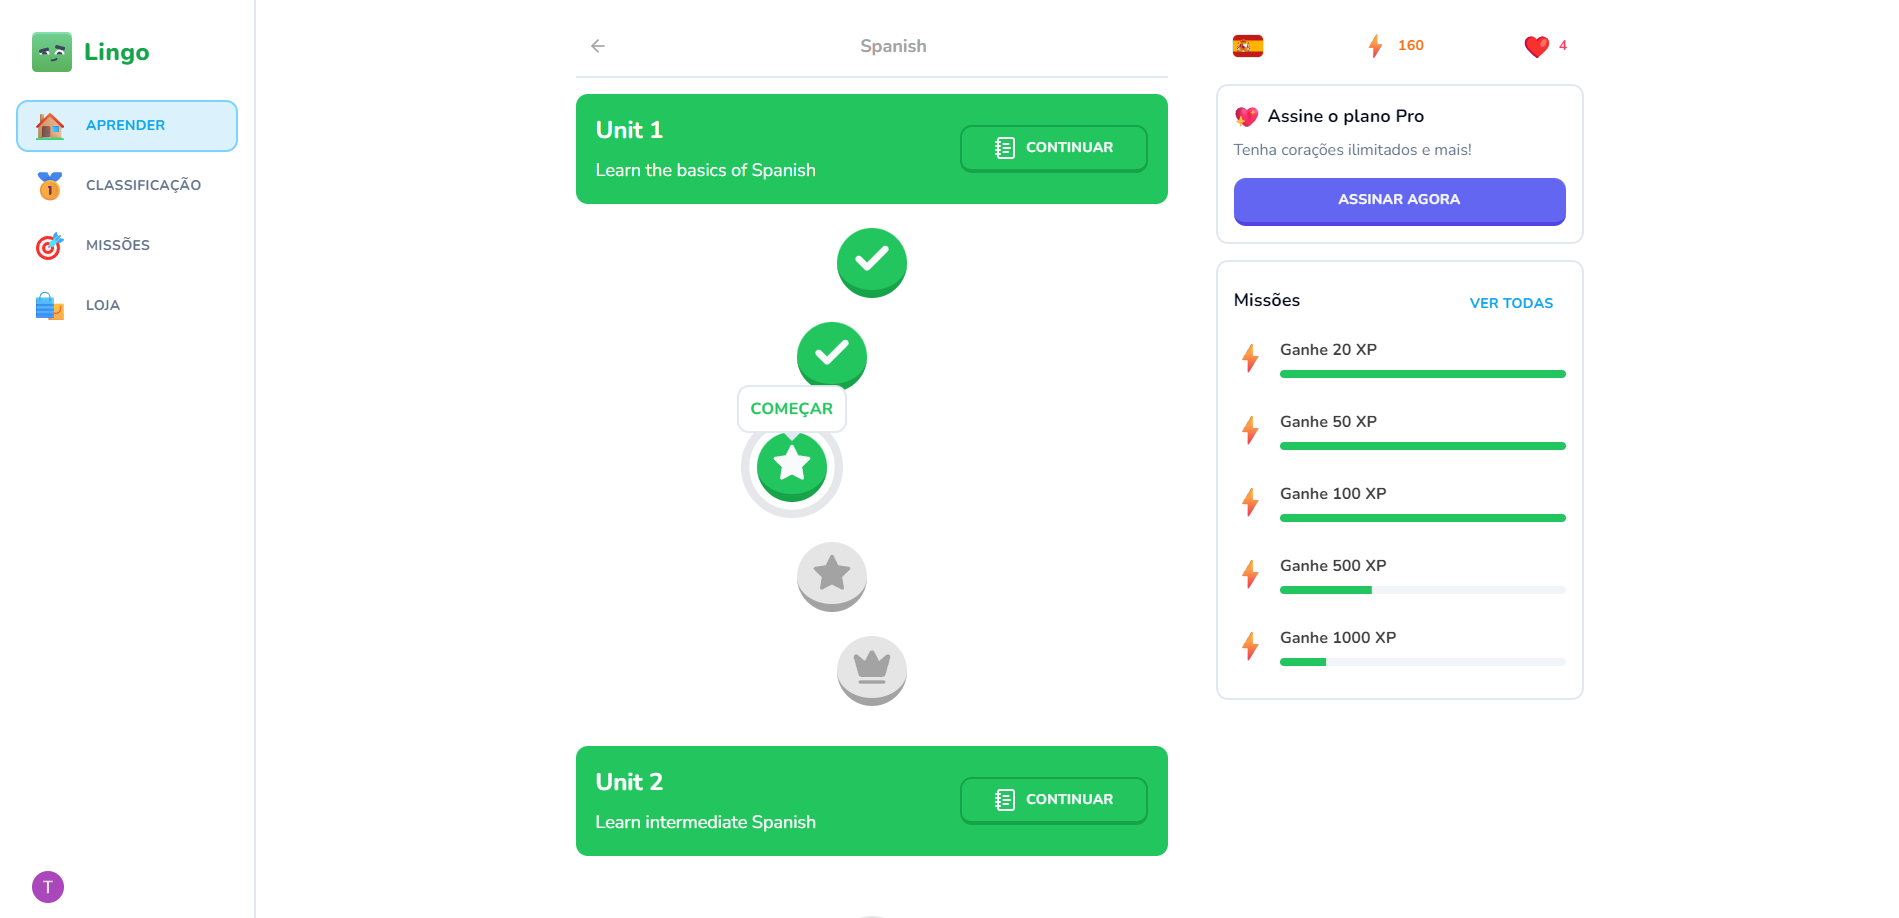 Lingo
APRENDER
CLASSIFICAÇÃO
MISSÕES
LOJA
T
Spanish
Unit 1
Learn the basics of Spanish
CONTINUAR
COMEÇAR
Unit 2
Learn intermediate Spanish
CONTINUAR
160
4
Assine o plano Pro
Tenha corações ilimitados e mais!
ASSINAR AGORA
Missões
VER TODAS
Ganhe 20 XP
Ganhe 50 XP
Ganhe 100 XP
Ganhe 500 XP
Ganhe 1000 XP